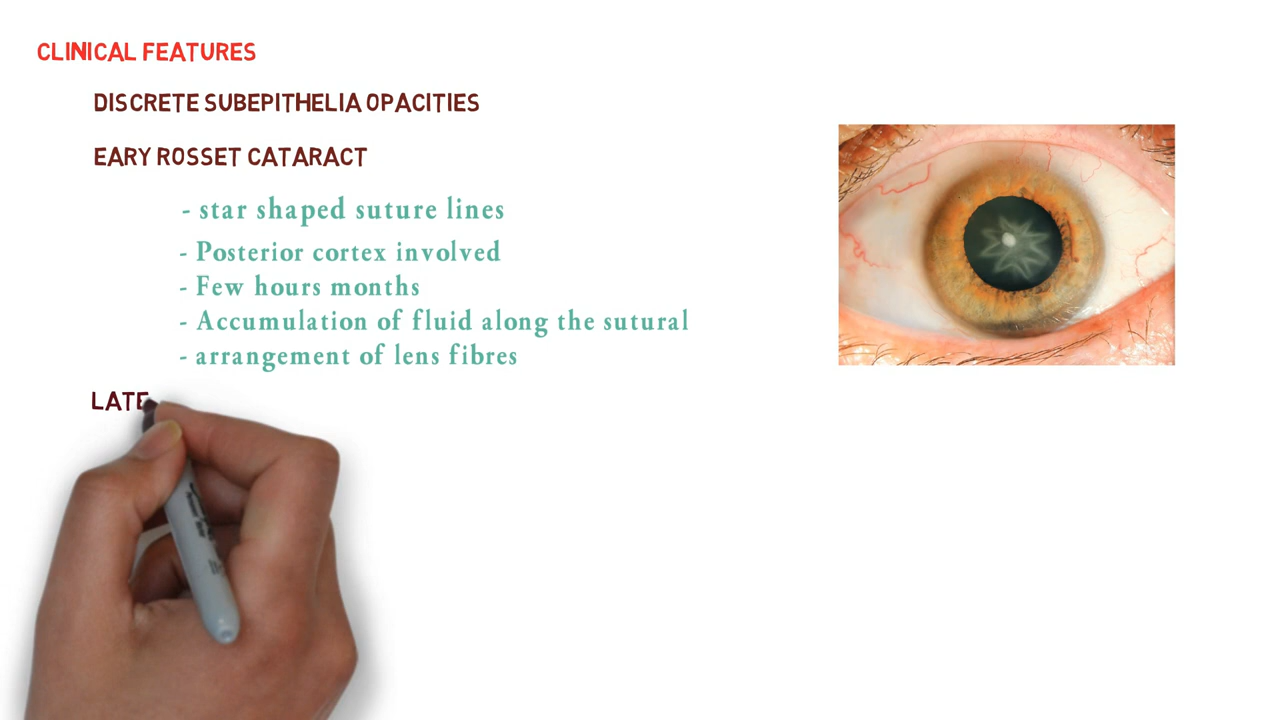 CLINICAL FEATURES
DISCRETE SUBEPITHELIA OPACITIES
EARY ROSSET CATARACT
- star shaped suture lines
- Posterior cortex involved
- Few hours months
- Accumulation of fluid along the sutural
- arrangement of lens fibres
LATE